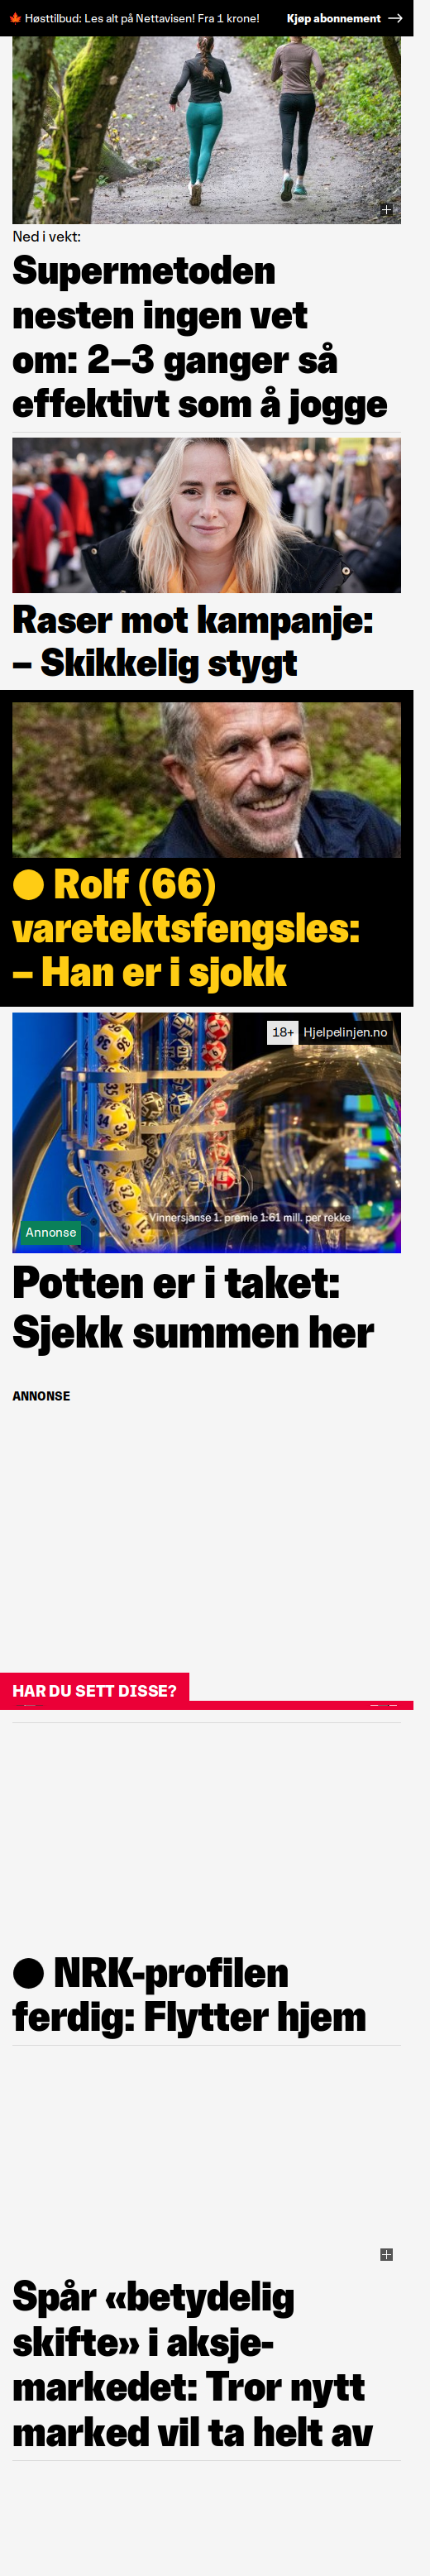 Høsttilbud: Les alt på Nettavisen! Fra 1 krone! Kjøp abonnement
Ned i vekt:
Supermetoden
nesten ingen vet
om: 2–3 ganger så
effektivt som å jogge
Raser mot kampanje:
– Skikkelig stygt
Rolf (66)
varetektsfengsles:
– Han er i sjokk
18+ Hjelpelinjen.no
Vinnersjanse 1. premie 1:61 mill. per rekke
Annonse
Potten er i taket:
Sjekk summen her
ANNONSE
HAR DU SETT DISSE?
NRK-profilen
ferdig: Flytter hjem
Spår «betydelig
skifte» i aksje-
markedet: Tror nytt
marked vil ta helt av